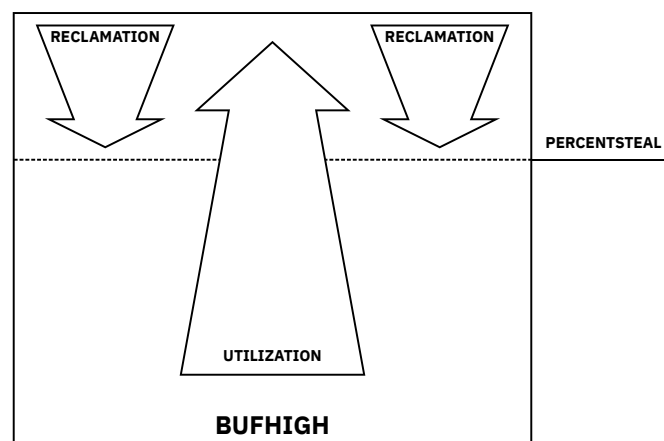 RECLAMATION
RECLAMATION
PERCENTSTEAL
UTILIZATION
BUFHIGH